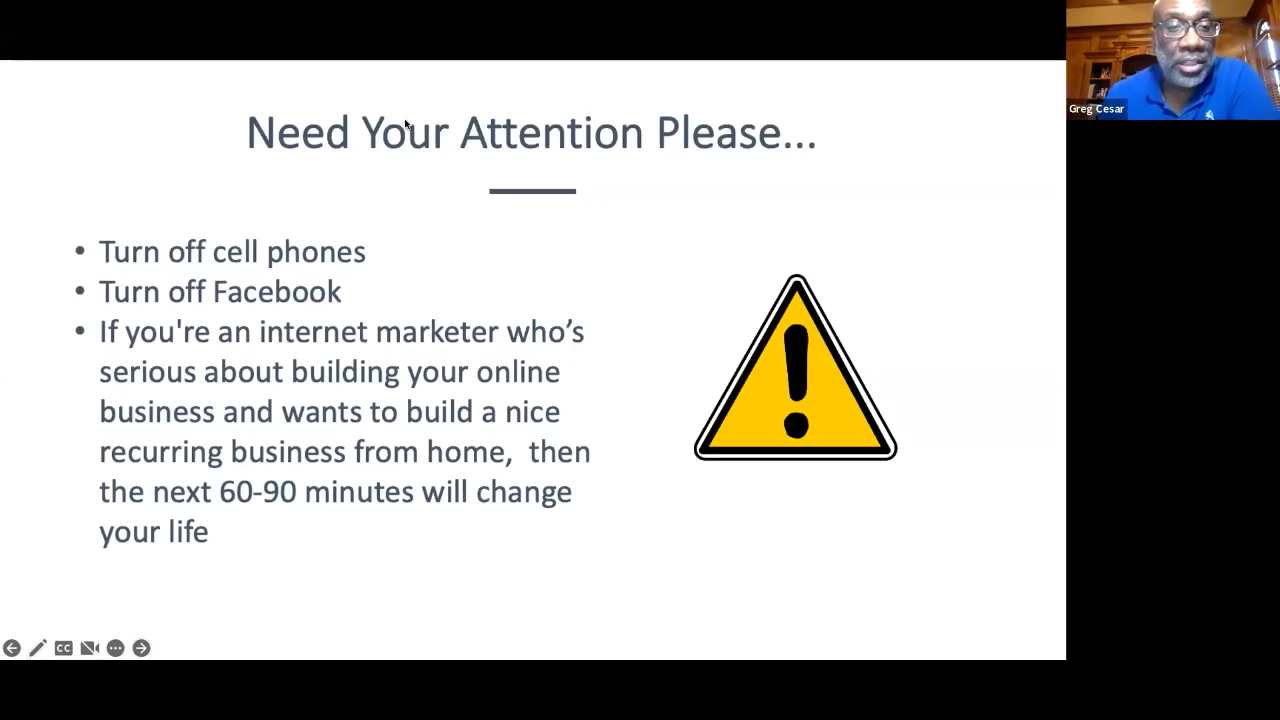 Need Your Attention Please...
• Turn off cell phones
• Turn off Facebook
• If you're an internet marketer who’s
serious about building your online
business and wants to build a nice
recurring business from home,  then
the next 60-90 minutes will change
your life
Greg Cesar
CC